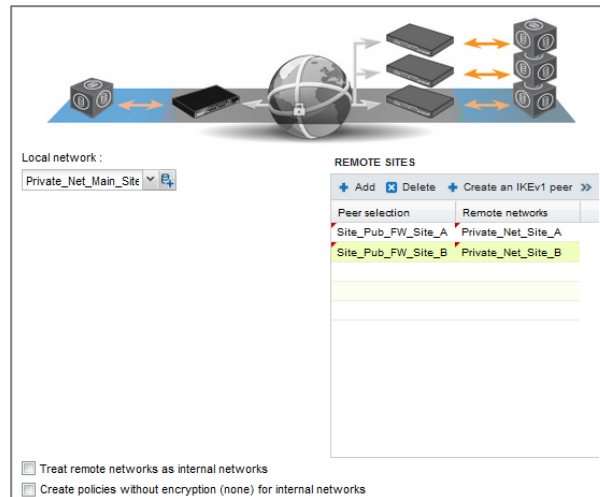 Local network :
Private_Net_Main_Site
REMOTE SITES
Add Delete Create an IKEv1 peer »
Peer selection Remote networks
Site_Pub_FW_Site_A Private_Net_Site_A
Site_Pub_FW_Site_B Private_Net_Site_B
Treat remote networks as internal networks
Create policies without encryption (none) for internal networks